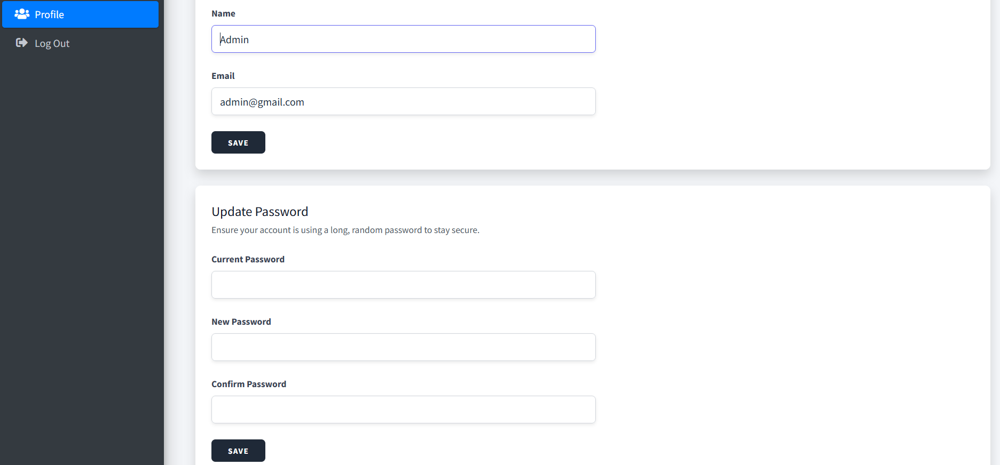 Profile
Log Out
Name
Admin
Email
admin@gmail.com
SAVE
Update Password
Ensure your account is using a long, random password to stay secure.
Current Password
New Password
Confirm Password
SAVE